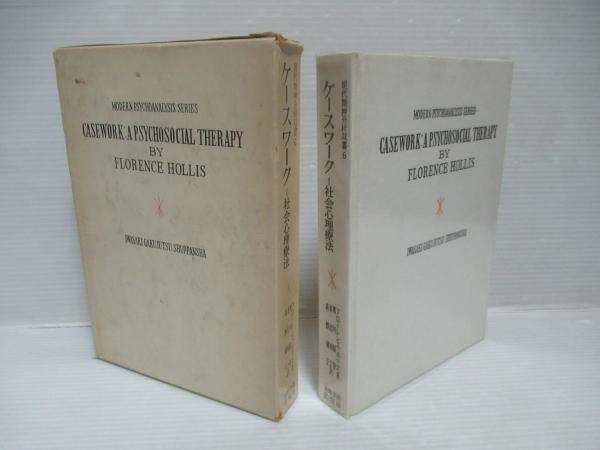 MODERN PSYCHOANALYSIS SERIES
CASEWORK: A PSYCHOSOCIAL THERAPY
BY
FLORENCE HOLLIS
IWASAKI GAKUJUTSU SHUPPANSHA
ケースワーク
社会心理療法
現代精神分析双書 6
ケースワーク
社会心理療法
MODERN PSYCHOANALYSIS SERIES
CASEWORK: A PSYCHOSOCIAL THERAPY
BY
FLORENCE HOLLIS
IWASAKI GAKUJUTSU SHUPPANSHA